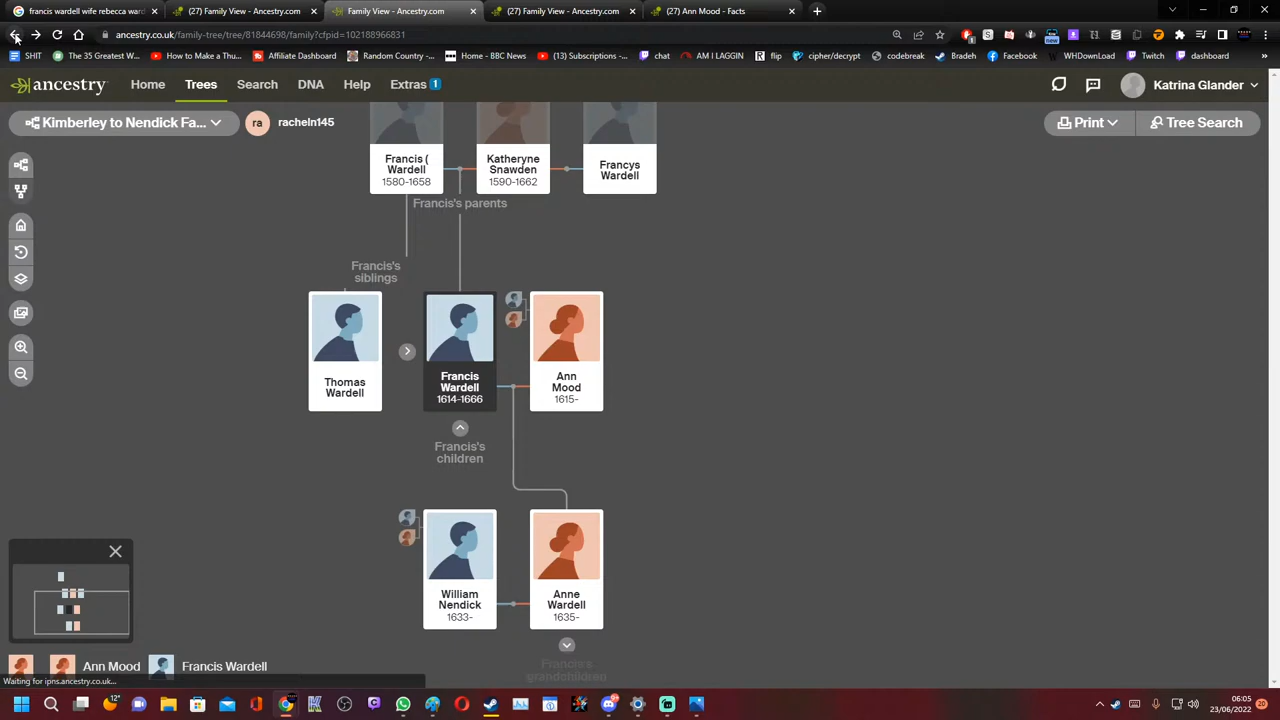 francis wardell wife rebecca ward
(27) Family View - Ancestry.com
Family View - Ancestry.com
(27) Family View - Ancestry.com
(27) Ann Mood - Facts
ancestry.co.uk/family-tree/tree/81844698/family?cfpid=102188966831
SHIT
The 35 Greatest W...
How to Make a Thu...
Affiliate Dashboard
Random Country -...
Home - BBC News
(13) Subscriptions -...
chat
AM I LAGGIN
flip
cipher/decrypt
codebreak
Bradeh
Facebook
WHDownLoad
Twitch
dashboard
ancestry
Home
Trees
Search
DNA
Help
Extras 1
Katrina Glander
Kimberley to Nendick Fa...
ra
racheln145
Print
Tree Search
Francis (
Wardell
1580-1658
Katheryne
Snawden
1590-1662
Francys
Wardell
Francis's parents
Francis's
siblings
Thomas
Wardell
Francis
Wardell
1614-1666
Ann
Mood
1615-
Francis's
children
William
Nendick
1633-
Anne
Wardell
1635-
Francis's
grandchildren
Ann Mood
Francis Wardell
Waiting for pnc.ancestry.co.uk...
12°
06:05
23/06/2022